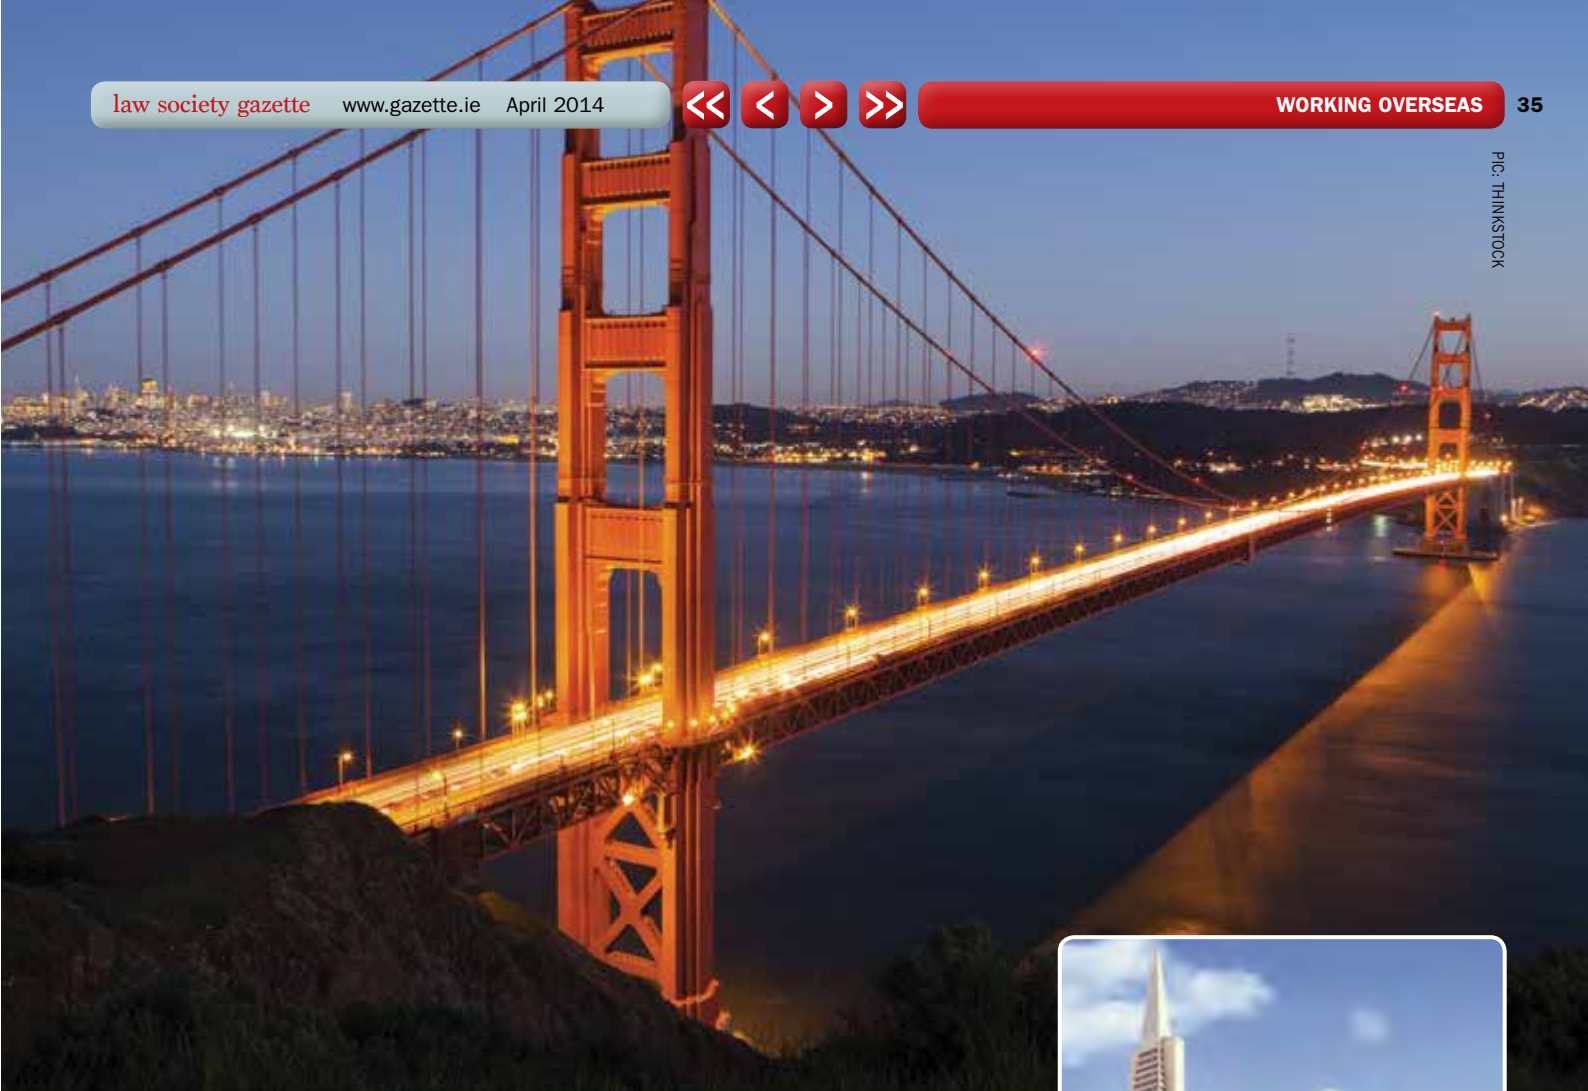 law society gazette www.gazette.ie April 2014
<< < > >>
WORKING OVERSEAS 35
PIC: THINKSTOCK